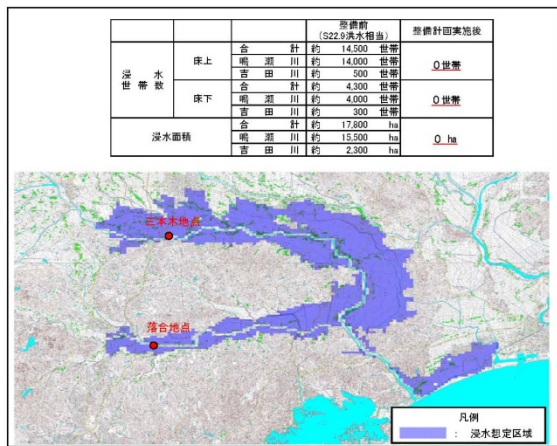 整備前
(S22.9洪水相当) 整備計画実施後
浸水世帯数 床上 合計 約 14,500 世帯 0世帯
鳴瀬川 約 14,000 世帯
吉田川 約 500 世帯
床下 合計 約 4,300 世帯 0世帯
鳴瀬川 約 4,000 世帯
吉田川 約 300 世帯
浸水面積 合計 約 17,800 ha 0 ha
鳴瀬川 約 15,500 ha
吉田川 約 2,300 ha
三本木地点
落合地点
凡例
: 浸水想定区域